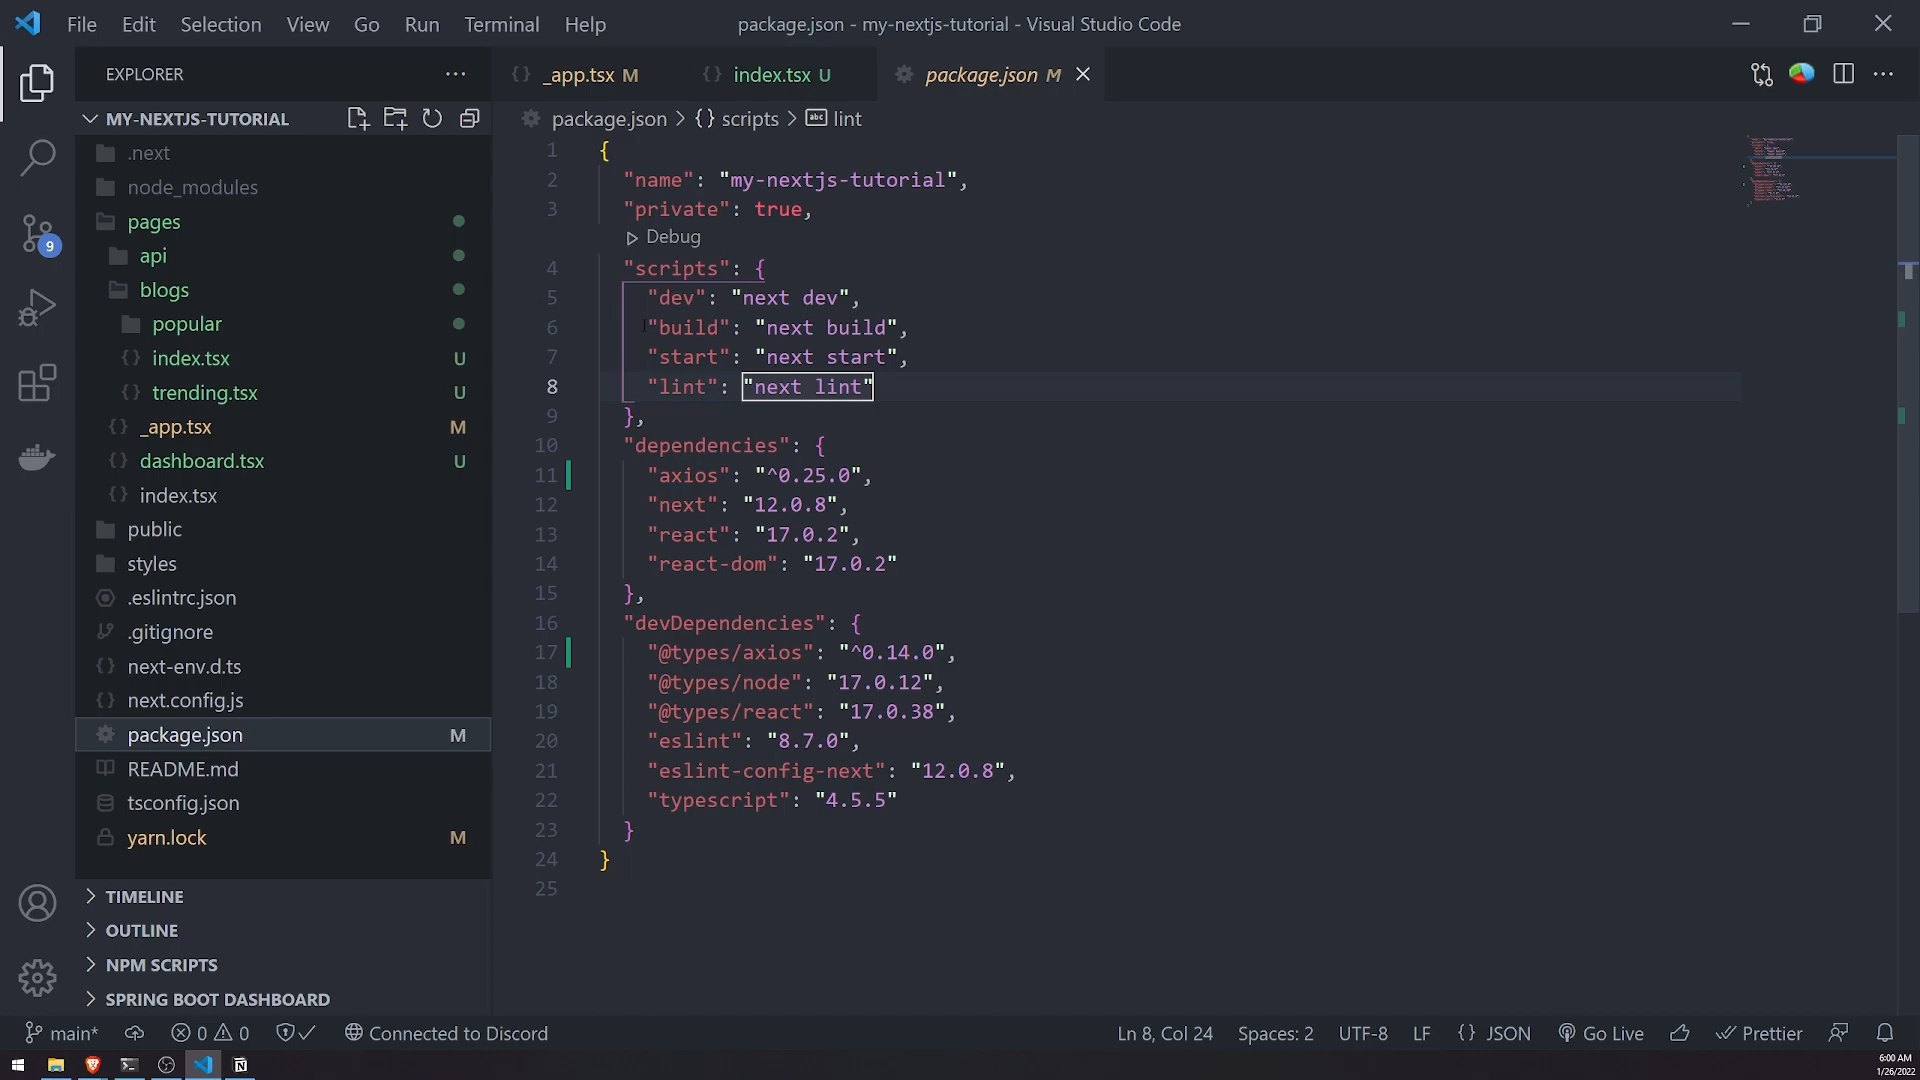 File Edit Selection View Go Run Terminal Help
package.json - my-nextjs-tutorial - Visual Studio Code
EXPLORER
_app.tsx M
index.tsx U
package.json M
MY-NEXTJS-TUTORIAL
package.json > {} scripts > abc lint
.next
node_modules
pages
api
blogs
popular
index.tsx U
trending.tsx U
_app.tsx M
dashboard.tsx U
index.tsx
public
styles
.eslintrc.json
.gitignore
next-env.d.ts
next.config.js
package.json M
README.md
tsconfig.json
yarn.lock M
TIMELINE
OUTLINE
NPM SCRIPTS
SPRING BOOT DASHBOARD
9
1 {
2 "name": "my-nextjs-tutorial",
3 "private": true,
Debug
4 "scripts": {
5 "dev": "next dev",
6 "build": "next build",
7 "start": "next start",
8 "lint": "next lint"
9 },
10 "dependencies": {
11 "axios": "^0.25.0",
12 "next": "12.0.8",
13 "react": "17.0.2",
14 "react-dom": "17.0.2"
15 },
16 "devDependencies": {
17 "@types/axios": "^0.14.0",
18 "@types/node": "17.0.12",
19 "@types/react": "17.0.38",
20 "eslint": "8.7.0",
21 "eslint-config-next": "12.0.8",
22 "typescript": "4.5.5"
23 }
24 }
25
main* 0 0 Connected to Discord
Ln 8, Col 24 Spaces: 2 UTF-8 LF {} JSON Go Live Prettier
6:00 AM
1/26/2022